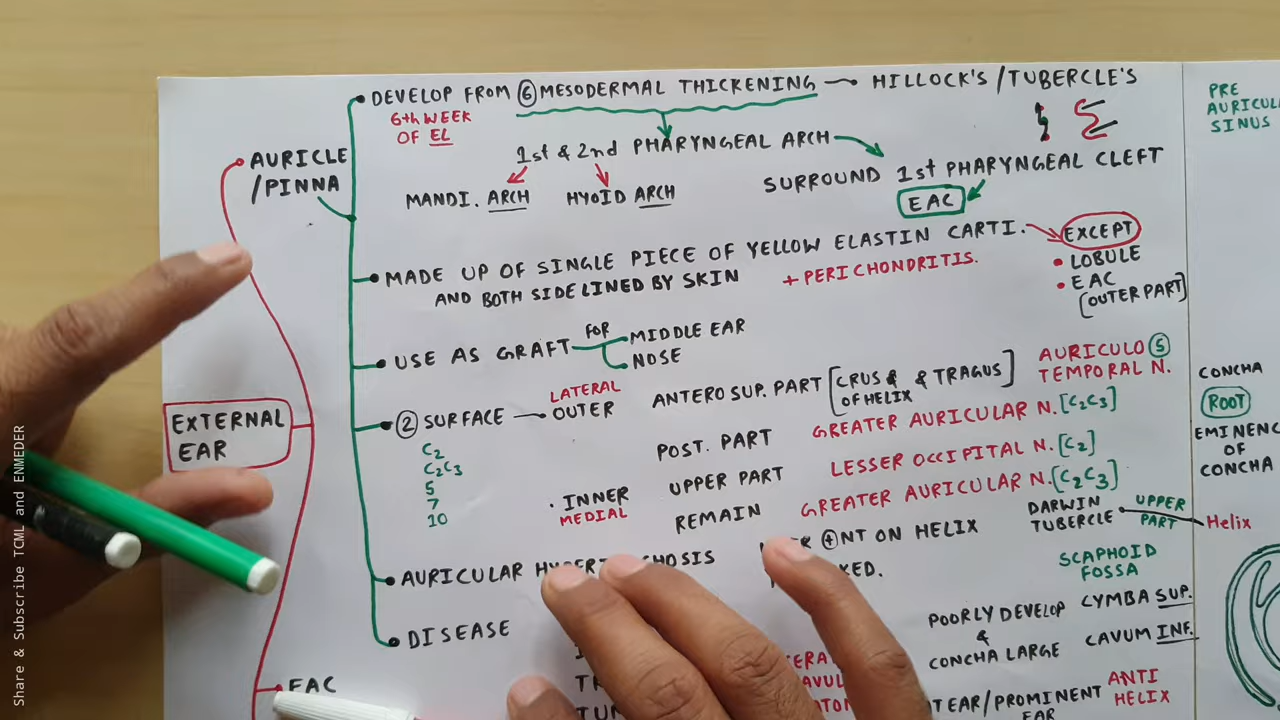 DEVELOP FROM ⑥ MESODERMAL THICKENING — HILLOCK'S /TUBERCLE'S
6th WEEK
OF EL
AURICLE
/PINNA
1st & 2nd PHARYNGEAL ARCH
SURROUND 1st PHARYNGEAL CLEFT
MANDI. ARCH HYOID ARCH
EAC
MADE UP OF SINGLE PIECE OF YELLOW ELASTIN CARTI.
EXCEPT
AND BOTH SIDE LINED BY SKIN + PERICHONDRITIS.
• LOBULE
• EAC
[OUTER PART]
USE AS GRAFT FOR MIDDLE EAR
NOSE
② SURFACE LATERAL
OUTER
ANTERO SUP. PART [CRUS & & TRAGUS]
OF HELIX
AURICULO ⑤
TEMPORAL N.
POST. PART GREATER AURICULAR N. [C₂C₃]
C₂
C₂C₃
5
7
10
. INNER
MEDIAL
UPPER PART LESSER OCCIPITAL N. [C₂]
REMAIN GREATER AURICULAR N. [C₂C₃]
EXTERNAL
EAR
DARWIN
TUBERCLE
UPPER
PART
Helix
AURICULAR
HOSIS
NT ON HELIX
KED.
SCAPHOID
FOSSA
DISEASE
POORLY DEVELOP
&
CONCHA LARGE
CYMBA SUP.
CAVUM INF.
EAC
T EAR/PROMINENT
EAR
ANTI
HELIX
PRE
AURICUL
SINUS
CONCHA
ROOT
EMINENC
OF
CONCHA
Share & Subscribe TCML and ENMEDER